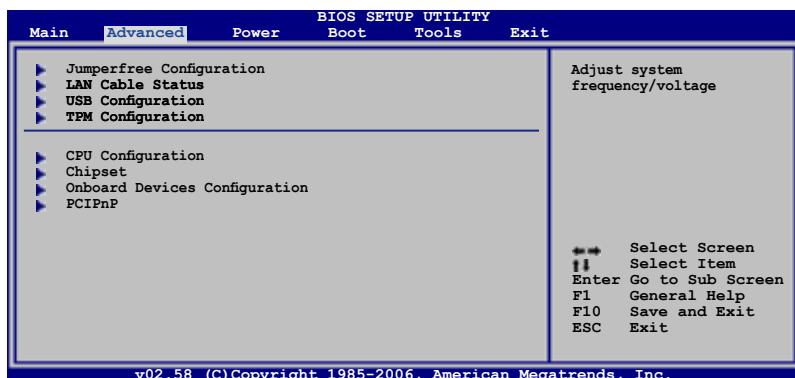 BIOS SETUP UTILITY
Main Advanced Power Boot Tools Exit
Jumperfree Configuration
LAN Cable Status
USB Configuration
TPM Configuration
CPU Configuration
Chipset
Onboard Devices Configuration
PCIPnP
Adjust system
frequency/voltage
←→ Select Screen
↑↓ Select Item
Enter Go to Sub Screen
F1 General Help
F10 Save and Exit
ESC Exit
v02.58 (C)Copyright 1985-2006, American Megatrends, Inc.